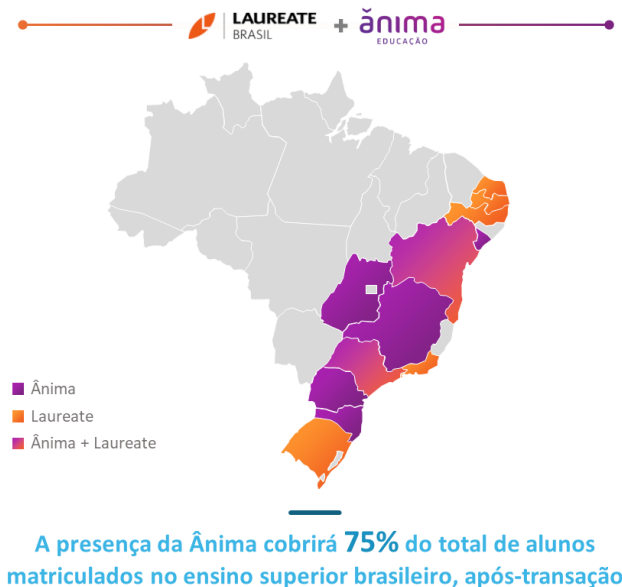 LAUREATE
BRASIL
+
ănıma
EDUCAÇÃO
Ânima
Laureate
Ânima + Laureate
A presença da Ânima cobrirá 75% do total de alunos
matriculados no ensino superior brasileiro, após-transação